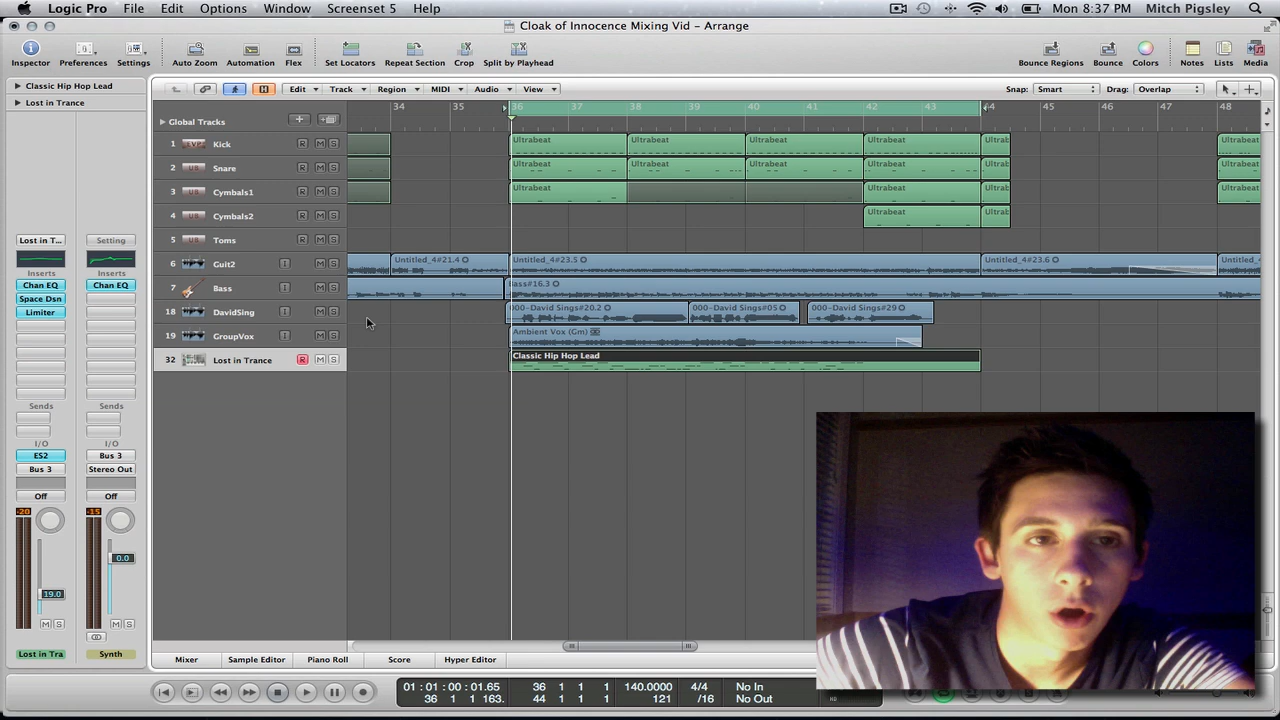 Logic Pro File Edit Options Window Screenset 5 Help Mon 8:37 PM Mitch Pigsley
Cloak of Innocence Mixing Vid – Arrange
Inspector Preferences Settings Auto Zoom Automation Flex Set Locators Repeat Section Crop Split by Playhead Bounce Regions Bounce Colors Notes Lists Media
Classic Hip Hop Lead
Lost in Trance
Edit Track Region MIDI Audio View Snap: Smart Drag: Overlap
34 35 36 37 38 39 40 41 42 43 44 45 46 47 48
Global Tracks
1 Kick R M S Ultrabeat Ultrabeat Ultrabeat Ultrabeat Ultrab Ultrabeat
2 Snare R M S Ultrabeat Ultrabeat Ultrabeat Ultrabeat Ultrab Ultrabeat
3 Cymbals1 R M S Ultrabeat Ultrabeat Ultrab Ultrabeat
4 Cymbals2 R M S Ultrabeat Ultrab
5 Toms R M S
6 Guit2 I M S Untitled_4#21.4 Untitled_4#23.5 Untitled_4#23.6 Untitled_4
7 Bass I M S Bass#16.3
18 DavidSing I M S 000-David Sings#20.2 000-David Sings#05 000-David Sings#29
19 GroupVox I M S Ambient Vox (Gm)
32 Lost in Trance R M S Classic Hip Hop Lead
Lost in T... Setting
Inserts Inserts
Chan EQ Chan EQ
Space Dsn
Limiter
Sends Sends
I/O I/O
ES2 Bus 3
Bus 3 Stereo Out
Off Off
-20 -15
0.0
19.0
M S M S
Lost in Tra Synth
Mixer Sample Editor Piano Roll Score Hyper Editor
01:01:00:01.65 36 1 1 1 140.0000 4/4 No In
36 1 1 163. 44 1 1 1 121 /16 No Out
HD